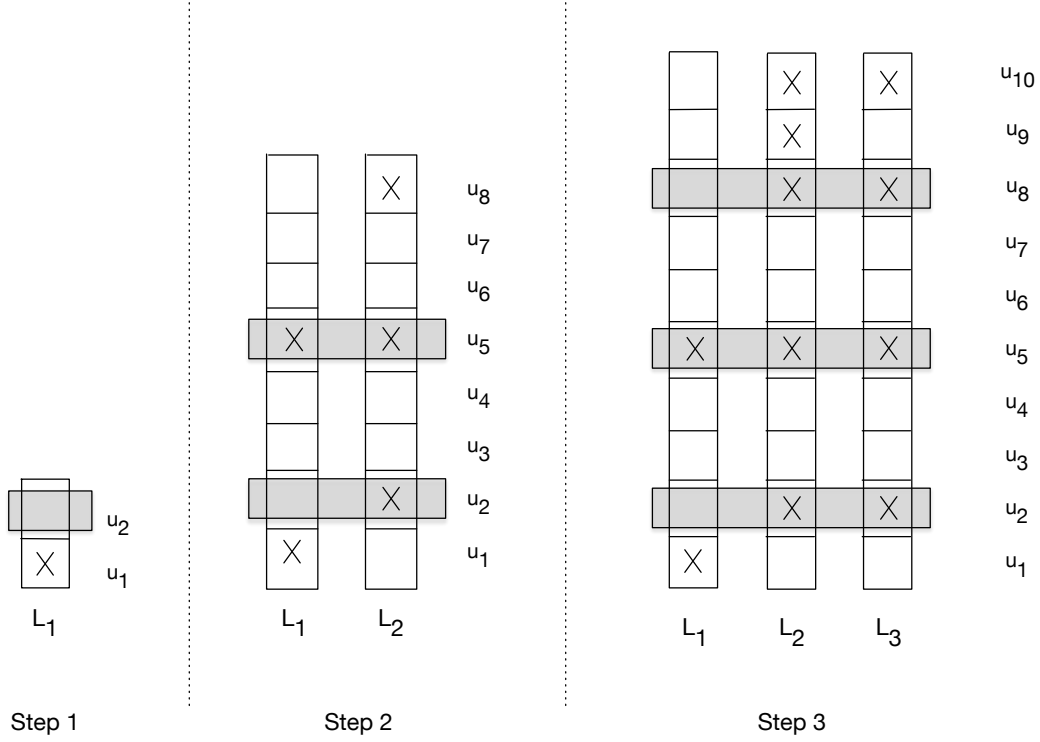 u2
u1
L1
Step 1
X
X
X
X
X
X
u8
u7
u6
u5
u4
u3
u2
u1
L1 L2
Step 2
X X
X
X X
X X X
X X
X
u10
u9
u8
u7
u6
u5
u4
u3
u2
u1
L1 L2 L3
Step 3